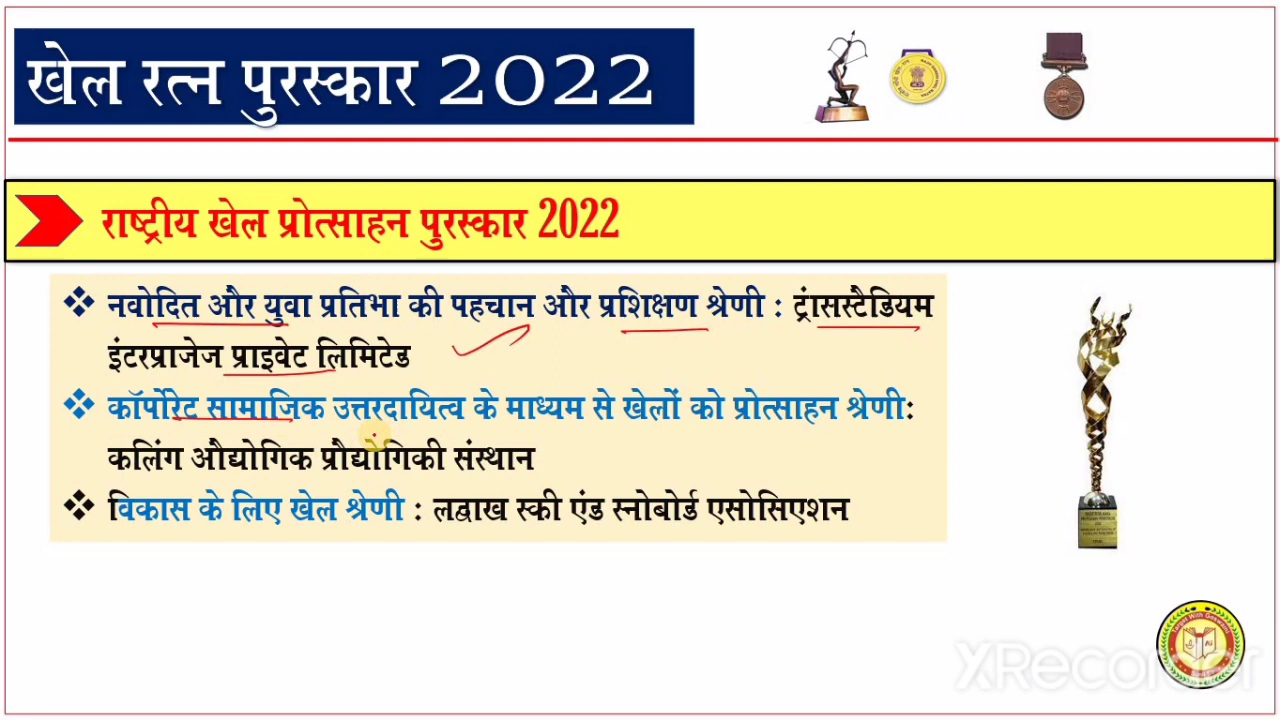 खेल रत्न पुरस्कार 2022
राष्ट्रीय खेल प्रोत्साहन पुरस्कार 2022
नवोदित और युवा प्रतिभा की पहचान और प्रशिक्षण श्रेणी : ट्रांसस्टैडियम
इंटरप्राजेज प्राइवेट लिमिटेड
कॉर्पोरेट सामाजिक उत्तरदायित्व के माध्यम से खेलों को प्रोत्साहन श्रेणी:
कलिंग औद्योगिक प्रौद्योगिकी संस्थान
विकास के लिए खेल श्रेणी : लद्वाख स्की एंड स्नोबोर्ड एसोसिएशन
XRecorder